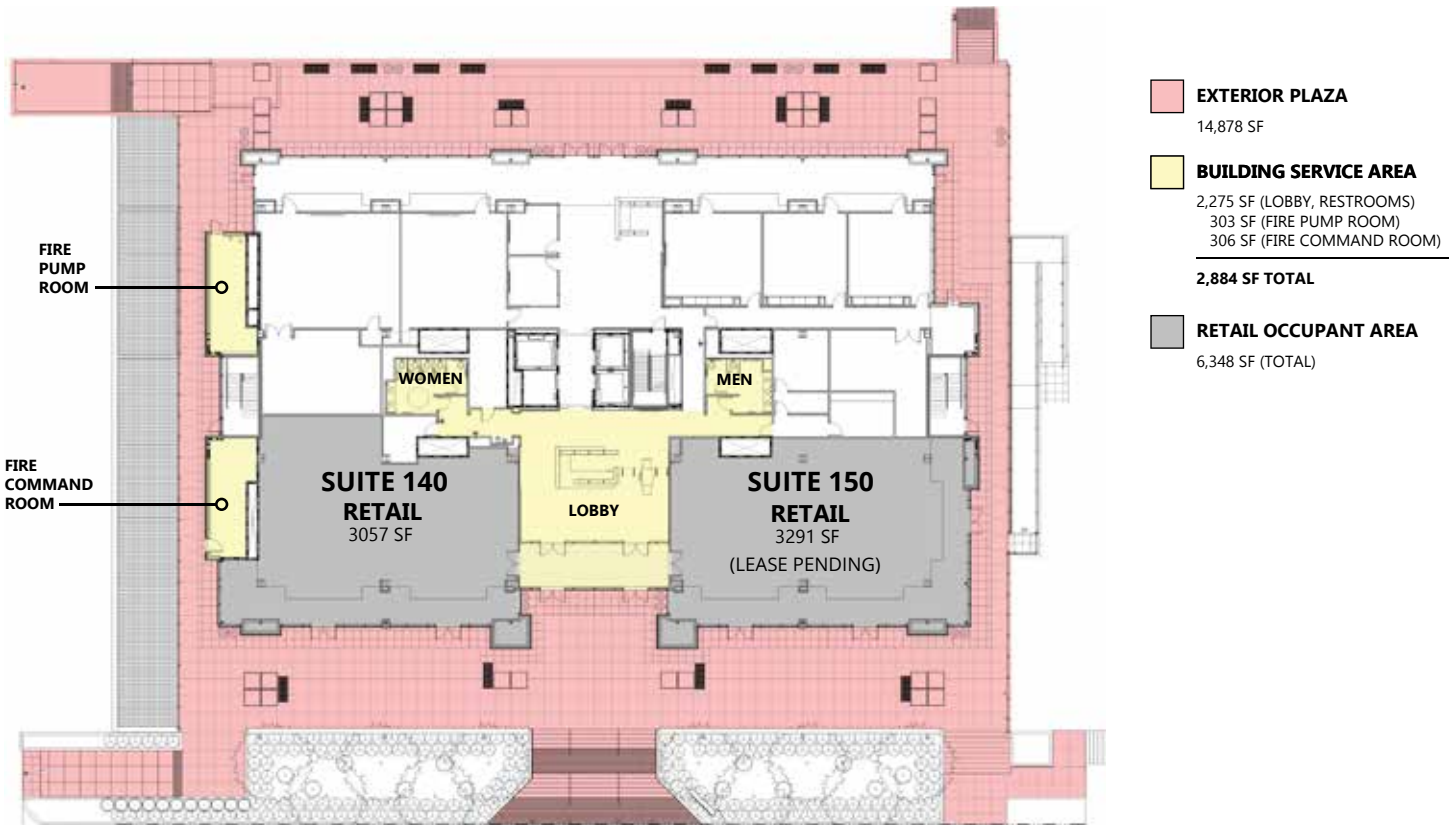 EXTERIOR PLAZA
14,878 SF
BUILDING SERVICE AREA
2,275 SF (LOBBY, RESTROOMS)
303 SF (FIRE PUMP ROOM)
306 SF (FIRE COMMAND ROOM)
2,884 SF TOTAL
RETAIL OCCUPANT AREA
6,348 SF (TOTAL)
FIRE
PUMP
ROOM
WOMEN
MEN
FIRE
COMMAND
ROOM
SUITE 140
RETAIL
3057 SF
LOBBY
SUITE 150
RETAIL
3291 SF
(LEASE PENDING)